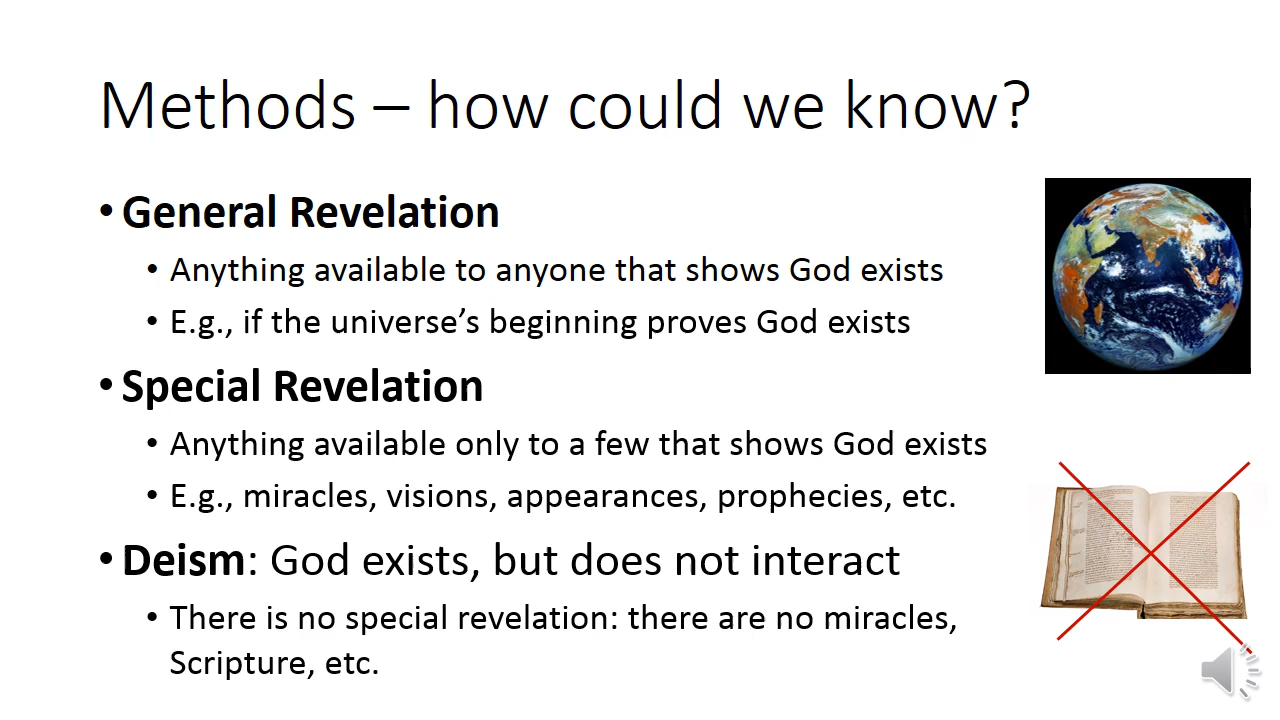 Methods – how could we know?
• General Revelation
• Anything available to anyone that shows God exists
• E.g., if the universe’s beginning proves God exists
• Special Revelation
• Anything available only to a few that shows God exists
• E.g., miracles, visions, appearances, prophecies, etc.
• Deism: God exists, but does not interact
• There is no special revelation: there are no miracles,
Scripture, etc.